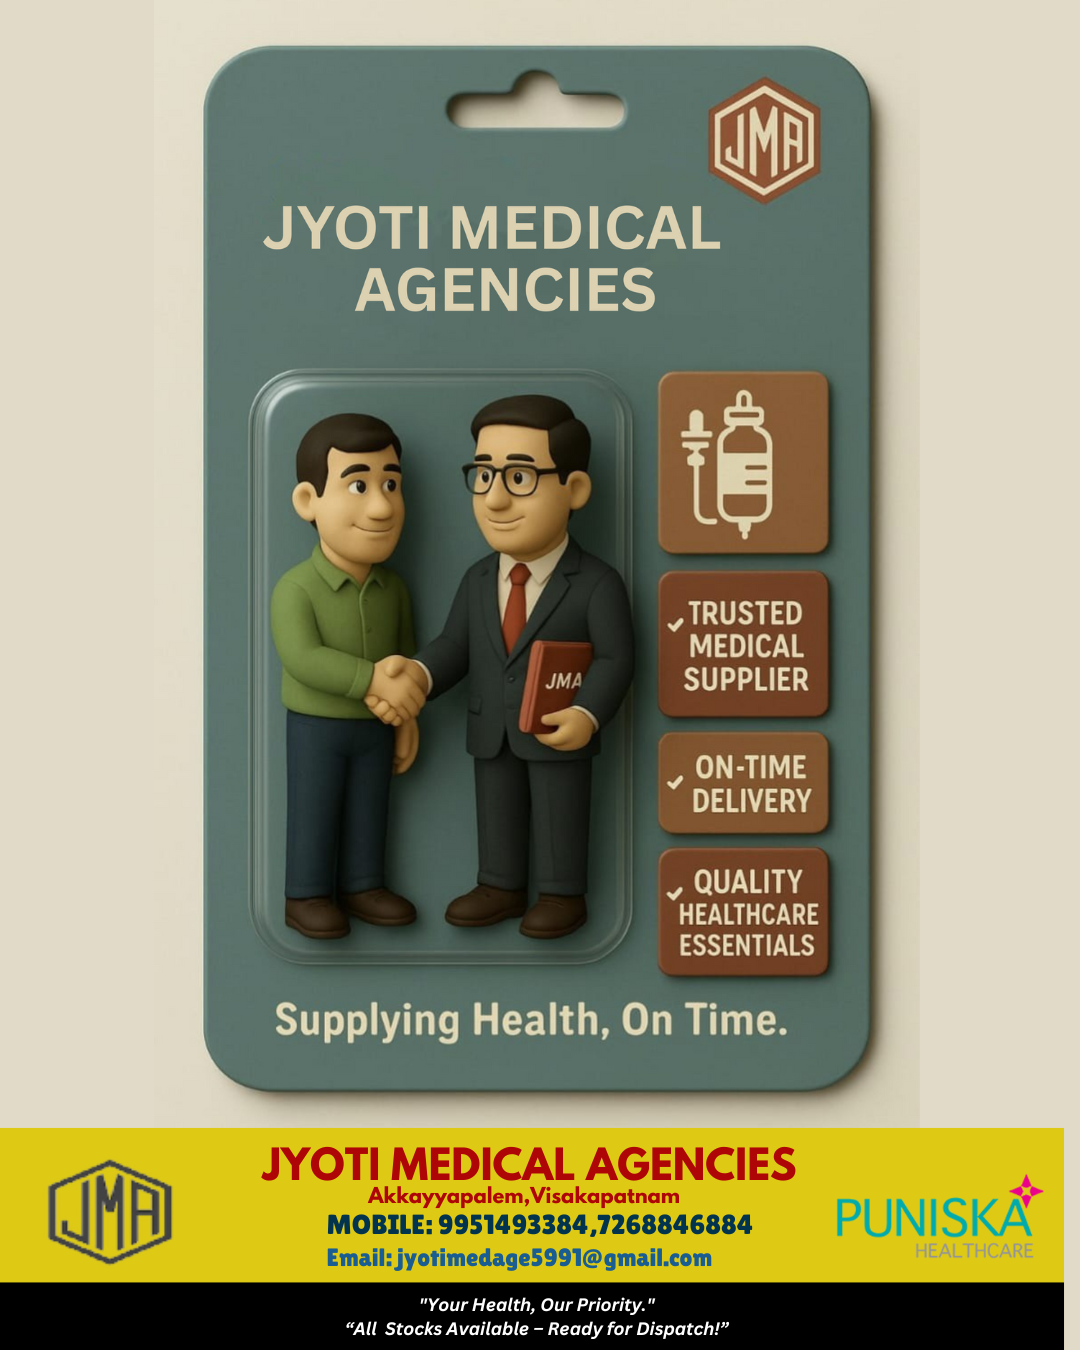 JMA
JYOTI MEDICAL
AGENCIES
TRUSTED
MEDICAL
SUPPLIER
JMA
ON-TIME
DELIVERY
QUALITY
HEALTHCARE
ESSENTIALS
Supplying Health, On Time.
JMA
JYOTI MEDICAL AGENCIES
Akkayyapalem,Visakapatnam
MOBILE: 9951493384,7268846884
Email: jyotimedage5991@gmail.com
PUNISKA
HEALTHCARE
"Your Health, Our Priority."
“All Stocks Available – Ready for Dispatch!”